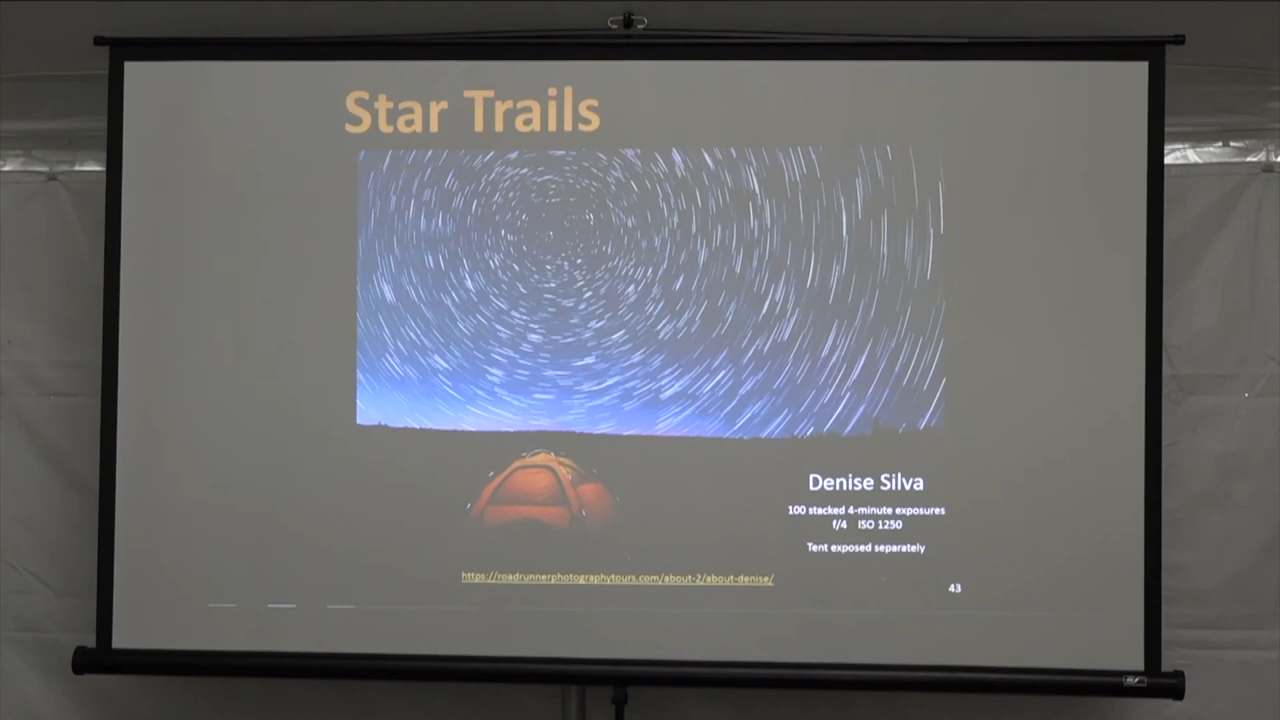 Star Trails
Denise Silva
100 stacked 4-minute exposures
f/4 ISO 1250
Tent exposed separately
https://roadrunnerphotographytours.com/about-2/about-denise/
43